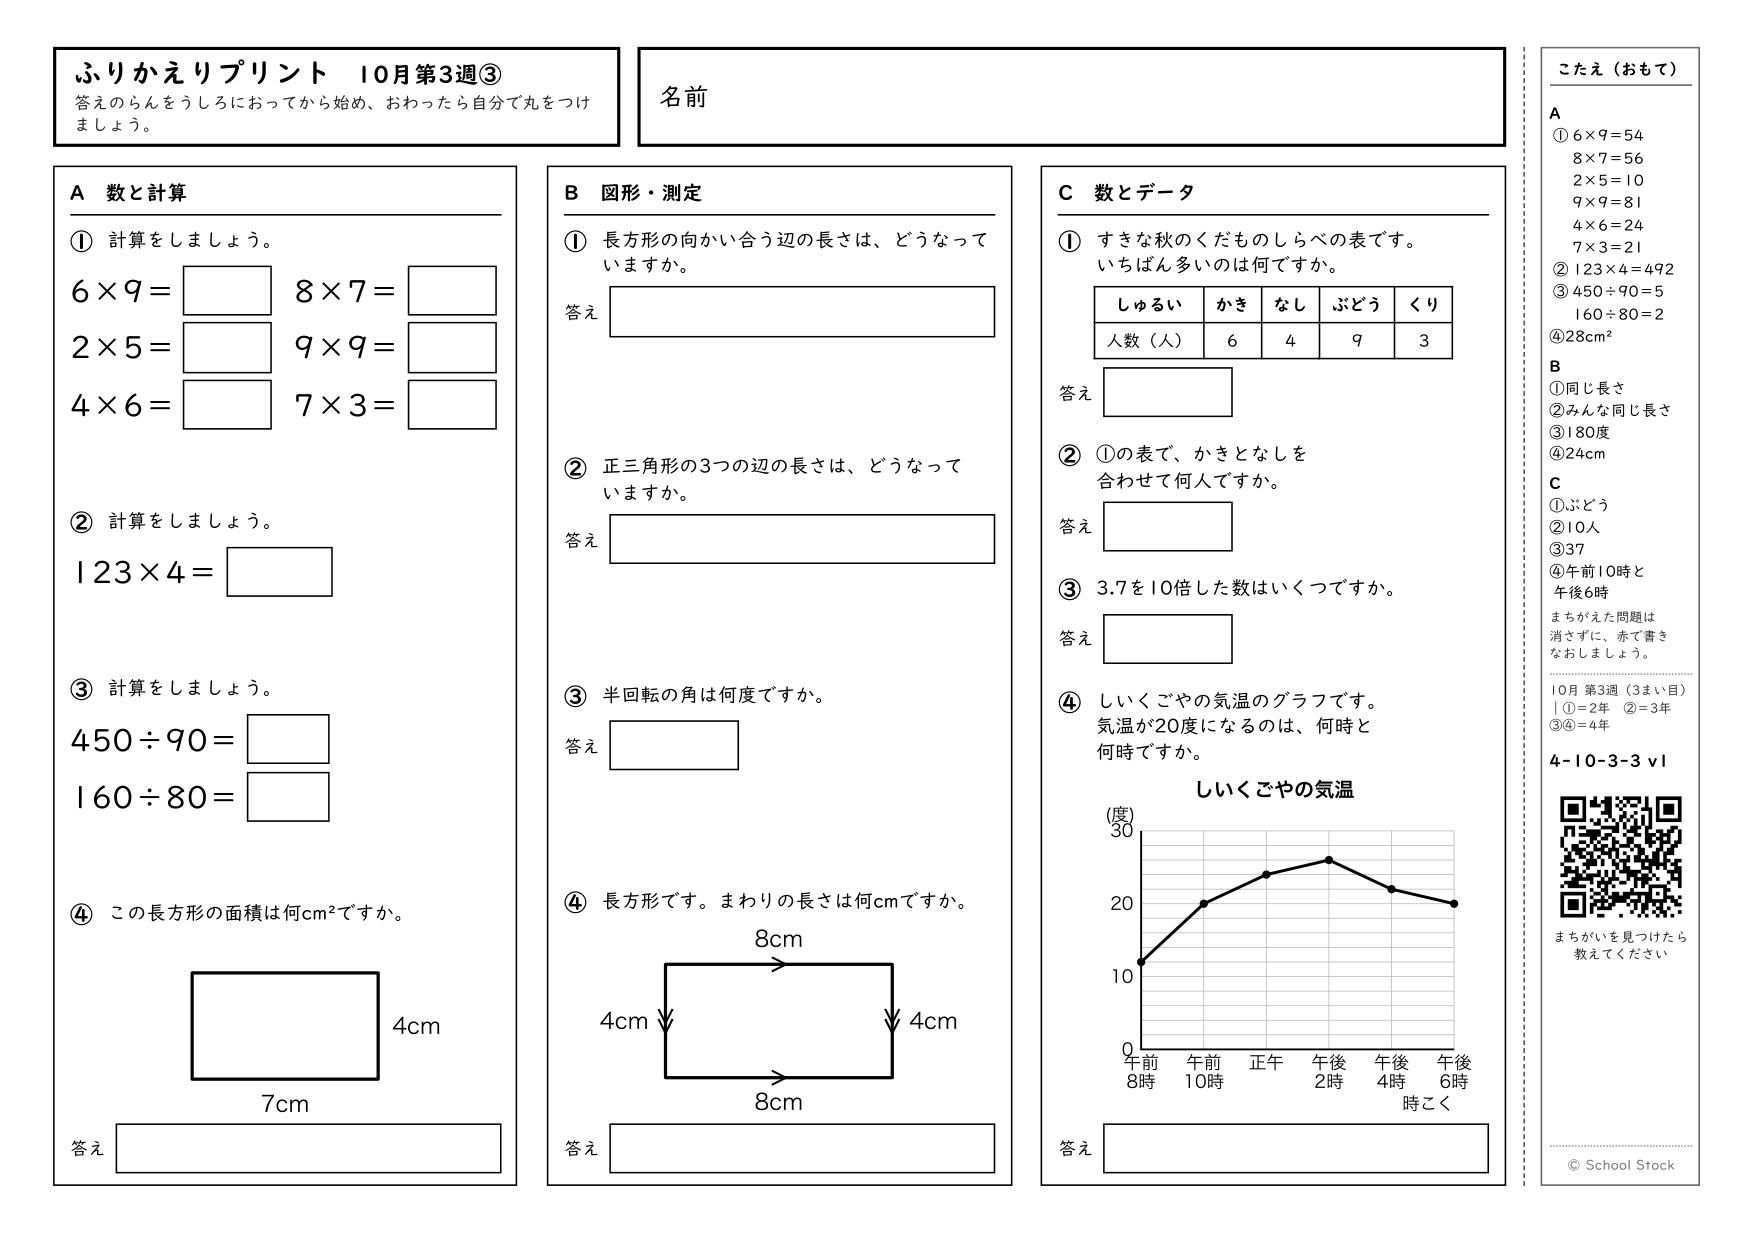 ふりかえりプリント　10月第3週③
答えのらんをうしろにおってから始め、おわったら自分で丸をつけ
ましょう。
名前
A　数と計算
① 計算をしましょう。
6×9=　8×7=
2×5=　9×9=
4×6=　7×3=
② 計算をしましょう。
123×4=
③ 計算をしましょう。
450÷90=
160÷80=
④ この長方形の面積は何cm²ですか。
4cm
7cm
答え
B　図形・測定
① 長方形の向かい合う辺の長さは、どうなって
いますか。
答え
② 正三角形の3つの辺の長さは、どうなって
いますか。
答え
③ 半回転の角は何度ですか。
答え
④ 長方形です。まわりの長さは何cmですか。
8cm
4cm　4cm
8cm
答え
C　数とデータ
① すきな秋のくだものしらべの表です。
いちばん多いのは何ですか。
しゅるい　かき　なし　ぶどう　くり
人数（人）　6　4　9　3
答え
② ①の表で、かきとなしを
合わせて何人ですか。
答え
③ 3.7を10倍した数はいくつですか。
答え
④ しいくごやの気温のグラフです。
気温が20度になるのは、何時と
何時ですか。
しいくごやの気温
(度)
30
20
10
0
午前　午前　正午　午後　午後　午後
8時　10時　2時　4時　6時
時こく
答え
こたえ（おもて）
A
① 6×9=54
8×7=56
2×5=10
9×9=81
4×6=24
7×3=21
② 123×4=492
③ 450÷90=5
160÷80=2
④28cm²
B
①同じ長さ
②みんな同じ長さ
③180度
④24cm
C
①ぶどう
②10人
③37
④午前10時と
午後6時
まちがえた問題は
消さずに、赤で書き
なおしましょう。
10月 第3週（3まい目）
| ①=2年　②=3年
③④=4年
4-10-3-3 v1
まちがいを見つけたら
教えてください
© School Stock